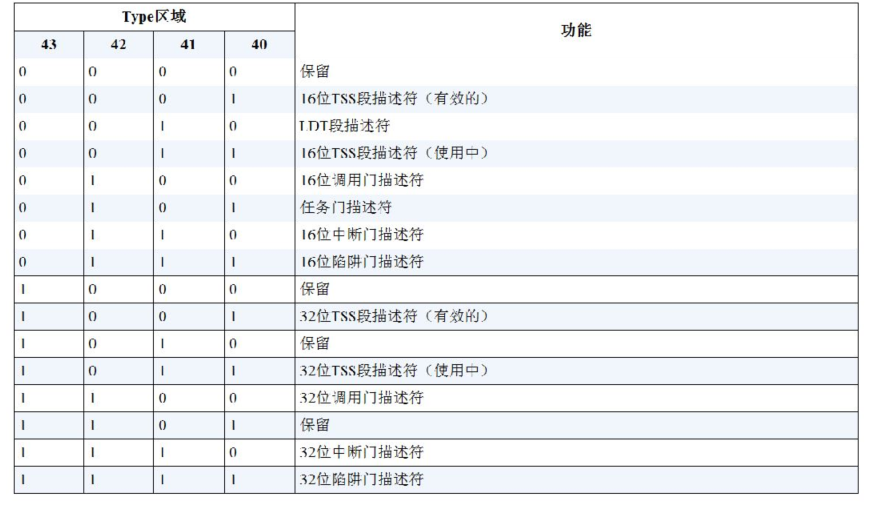 Type区域 功能
43 42 41 40
0 0 0 0 保留
0 0 0 1 16位TSS段描述符（有效的）
0 0 1 0 LDT段描述符
0 0 1 1 16位TSS段描述符（使用中）
0 1 0 0 16位调用门描述符
0 1 0 1 任务门描述符
0 1 1 0 16位中断门描述符
0 1 1 1 16位陷阱门描述符
1 0 0 0 保留
1 0 0 1 32位TSS段描述符（有效的）
1 0 1 0 保留
1 0 1 1 32位TSS段描述符（使用中）
1 1 0 0 32位调用门描述符
1 1 0 1 保留
1 1 1 0 32位中断门描述符
1 1 1 1 32位陷阱门描述符